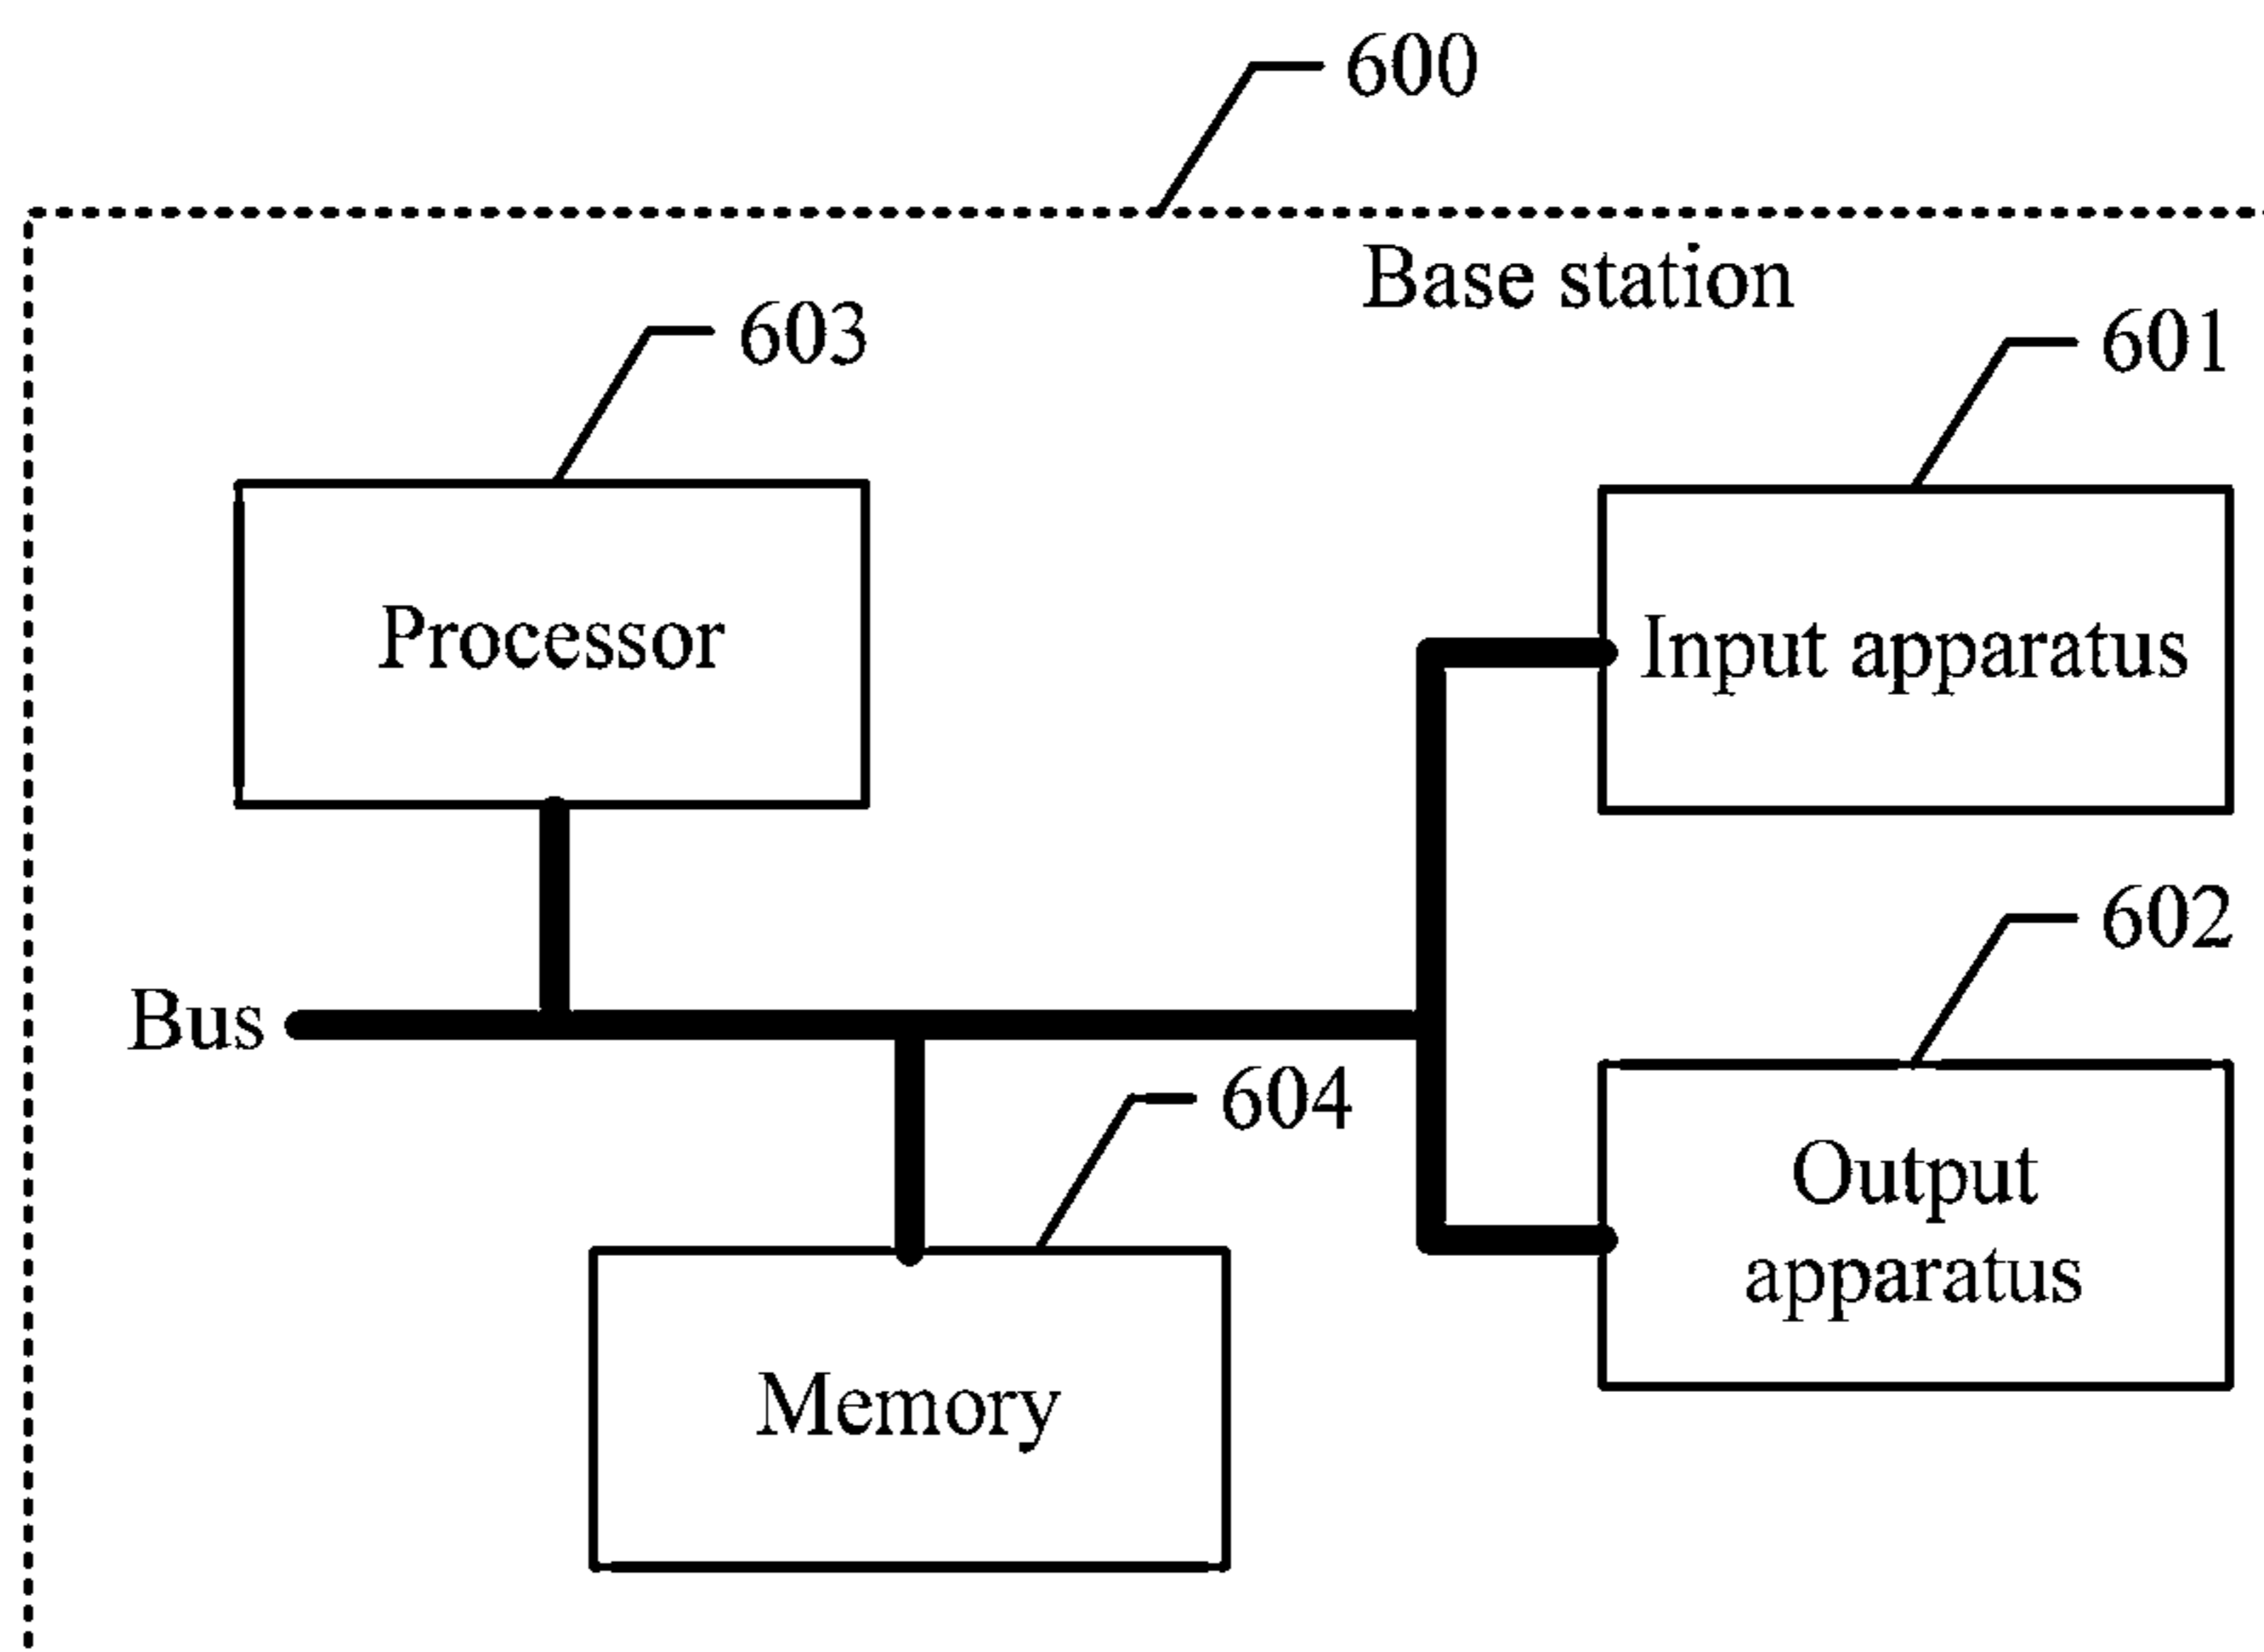 600
Base station
603
601
Processor
Input apparatus
602
Bus
604
Output
apparatus
Memory